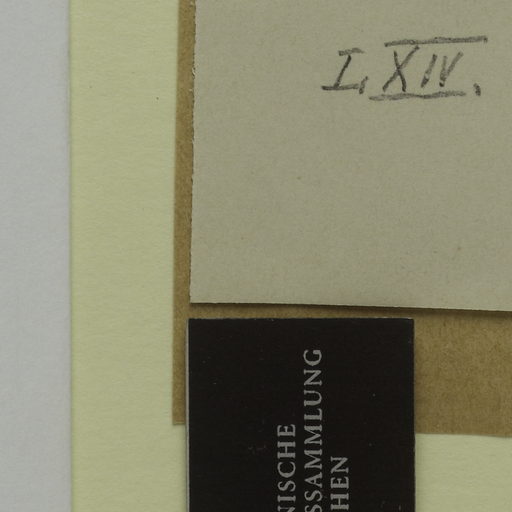 I, XIV.
NISCHE
SSAMMLUNG
HEN